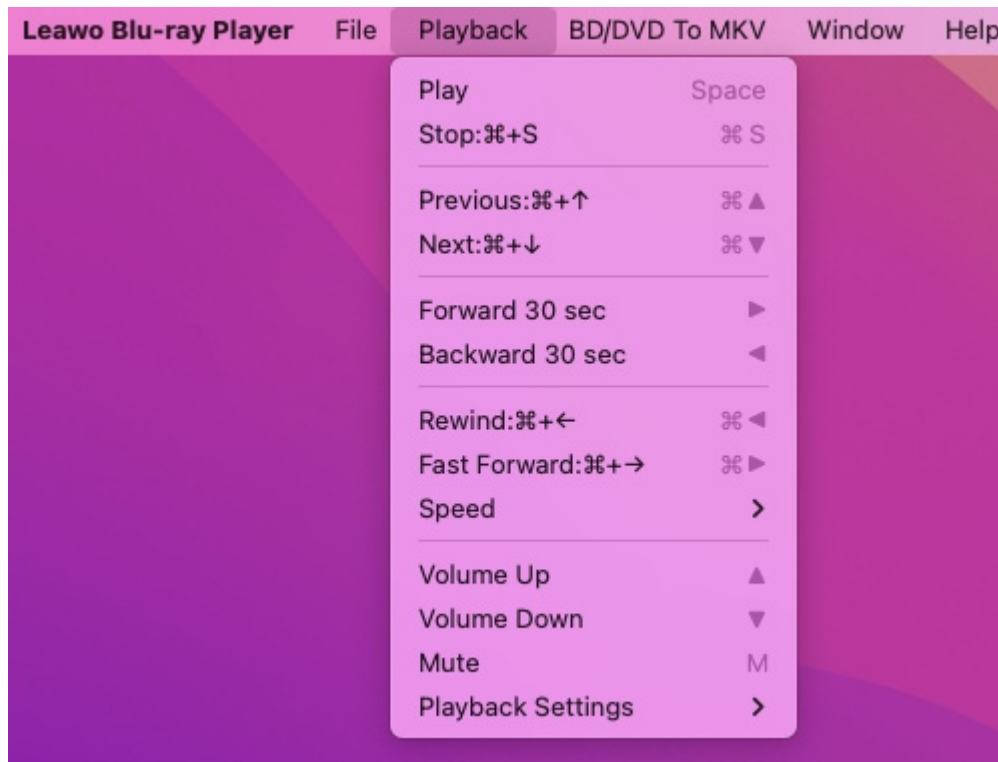 Leawo Blu-ray Player File Playback BD/DVD To MKV Window Help
Play Space
Stop:⌘+S ⌘ S
Previous:⌘+↑ ⌘▲
Next:⌘+↓ ⌘▼
Forward 30 sec ▶
Backward 30 sec ◀
Rewind:⌘+← ⌘◀
Fast Forward:⌘+→ ⌘▶
Speed >
Volume Up ▲
Volume Down ▼
Mute M
Playback Settings >